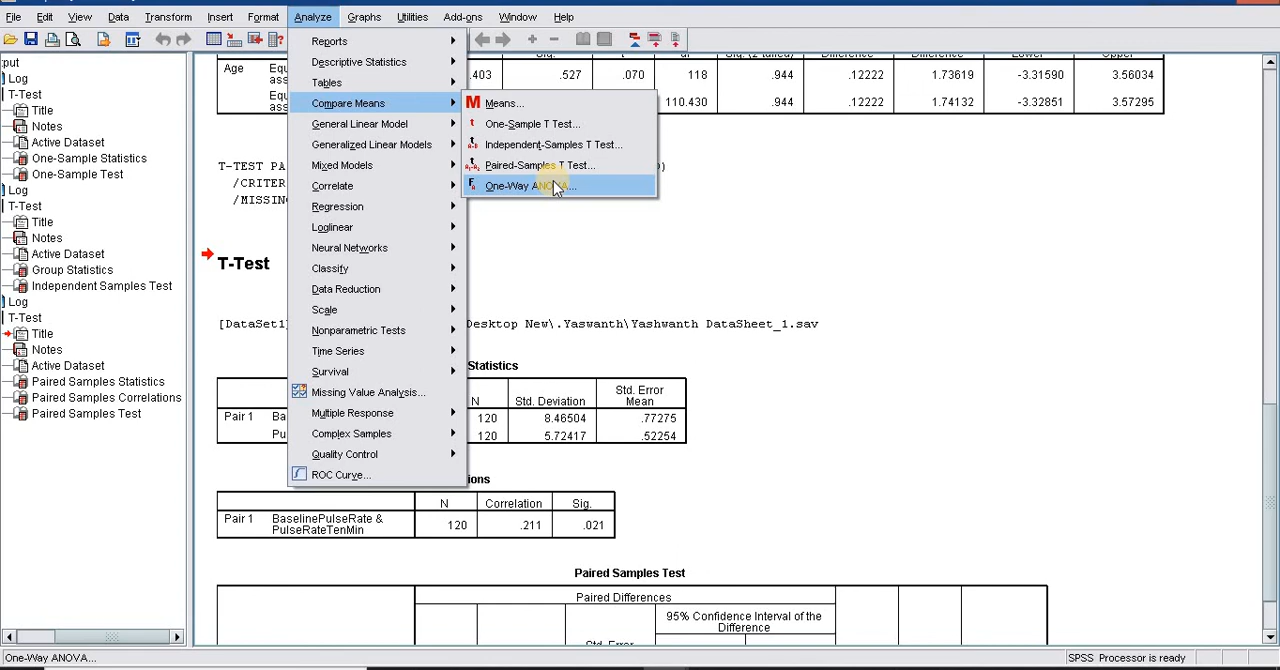 File Edit View Data Transform Insert Format Analyze Graphs Utilities Add-ons Window Help
Log
T-Test
Title
Notes
Active Dataset
One-Sample Statistics
One-Sample Test
Log
T-Test
Title
Notes
Active Dataset
Group Statistics
Independent Samples Test
Log
T-Test
Title
Notes
Active Dataset
Paired Samples Statistics
Paired Samples Correlations
Paired Samples Test
Reports
Descriptive Statistics
Tables
Compare Means
General Linear Model
Generalized Linear Models
Mixed Models
Correlate
Regression
Loglinear
Neural Networks
Classify
Data Reduction
Scale
Nonparametric Tests
Time Series
Survival
Missing Value Analysis...
Multiple Response
Complex Samples
Quality Control
ROC Curve...
M Means...
One-Sample T Test...
Independent-Samples T Test...
Paired-Samples T Test...
One-Way ANOVA...
Difference Difference Lower Upper
Age .403 .527 .070 118 .944 .12222 1.73619 -3.31590 3.56034
110.430 .944 .12222 1.74132 -3.32851 3.57295
T-TEST PA
/CRITER
/MISSING
T-Test
[DataSet1] Desktop New\.Yaswanth\Yashwanth DataSheet_1.sav
Statistics
N Std. Deviation Std. Error
Mean
Pair 1 120 8.46504 .77275
120 5.72417 .52254
N Correlation Sig.
Pair 1 BaselinePulseRate &
PulseRateTenMin 120 .211 .021
Paired Samples Test
Paired Differences
95% Confidence Interval of the
Difference
Std. Error
One-Way ANOVA...
SPSS Processor is ready